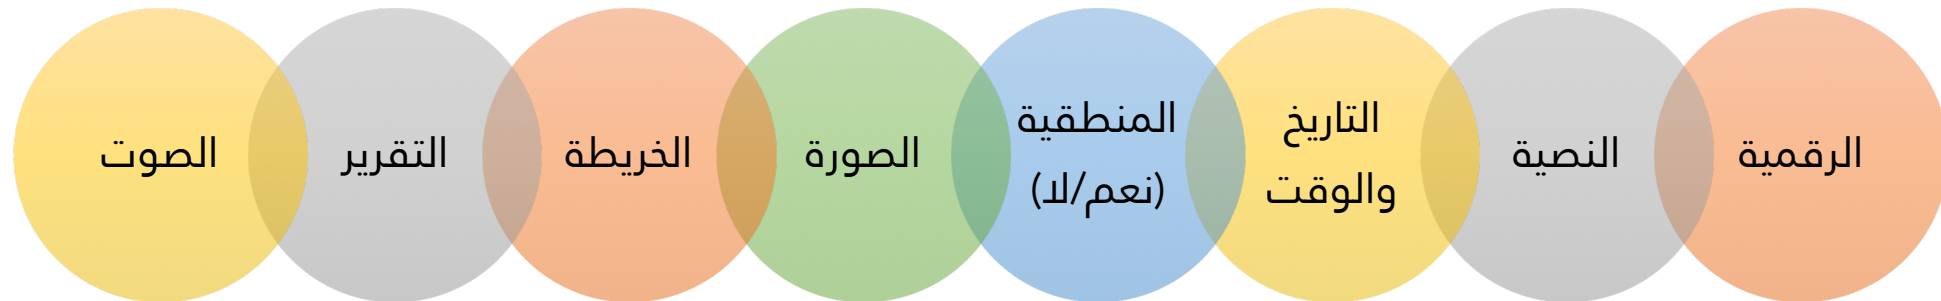 الرقمية
النصية
التاريخ
والوقت
المنطقية
(نعم/لا)
الصورة
الخريطة
التقرير
الصوت